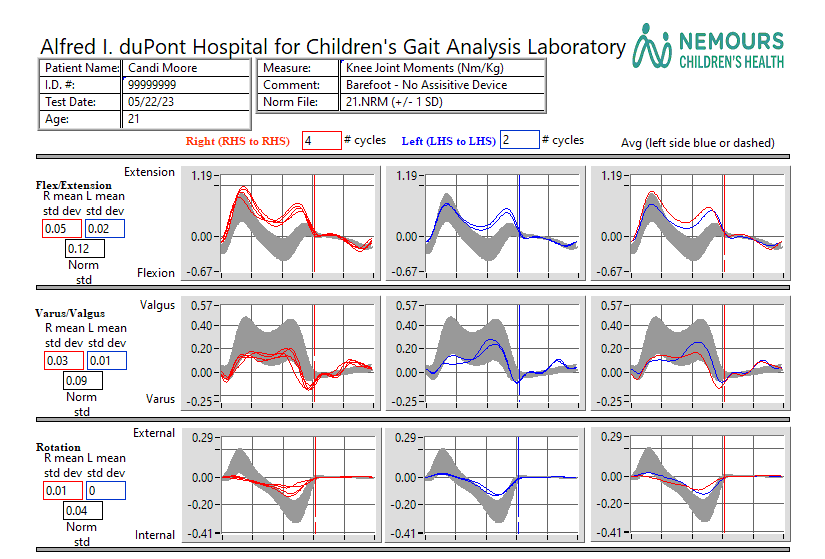 Alfred I. duPont Hospital for Children's Gait Analysis Laboratory
NEMOURS
CHILDREN'S HEALTH
Patient Name: Candi Moore
I.D. #: 99999999
Test Date: 05/22/23
Age: 21
Measure: Knee Joint Moments (Nm/Kg)
Comment: Barefoot - No Assisitive Device
Norm File: 21.NRM (+/- 1 SD)
Right (RHS to RHS) 4 # cycles Left (LHS to LHS) 2 # cycles Avg (left side blue or dashed)
Flex/Extension
R mean L mean
std dev std dev
0.05 0.02
0.12
Norm
std
Extension
Flexion
1.19 0.00 -0.67
1.19 0.00 -0.67
1.19 0.00 -0.67
Varus/Valgus
R mean L mean
std dev std dev
0.03 0.01
0.09
Norm
std
Valgus
Varus
0.57 0.40 0.20 0.00 -0.25
0.57 0.40 0.20 0.00 -0.25
0.57 0.40 0.20 0.00 -0.25
Rotation
R mean L mean
std dev std dev
0.01 0
0.04
Norm
std
External
Internal
0.29 0.00 -0.20 -0.41
0.29 0.00 -0.20 -0.41
0.29 0.00 -0.20 -0.41